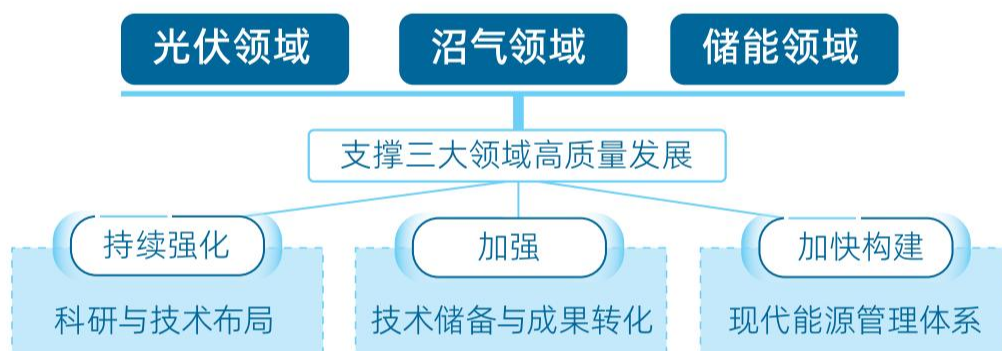 光伏领域
沼气领域
储能领域
支撑三大领域高质量发展
持续强化
科研与技术布局
加强
技术储备与成果转化
加快构建
现代能源管理体系